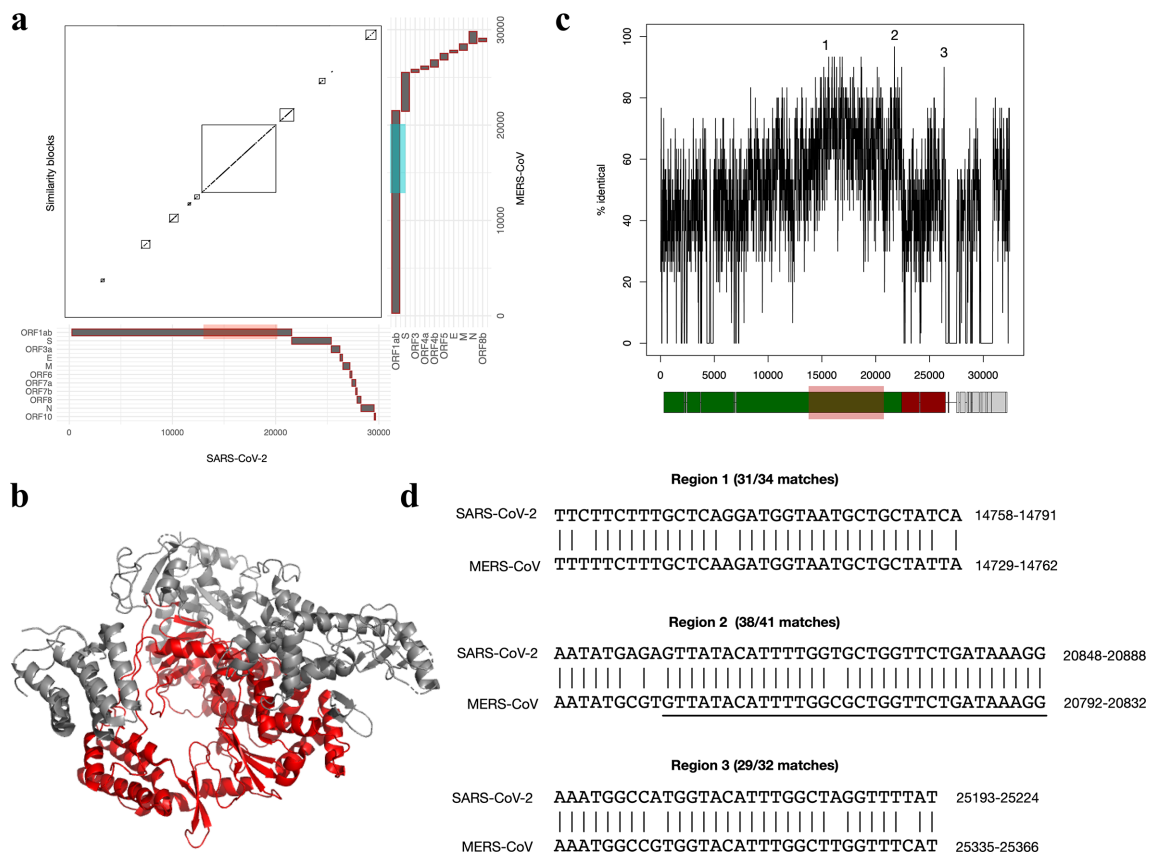 a
Similarity blocks
0
10000
20000
30000
MERS-CoV
ORF1ab
S
ORF3
ORF4a
ORF4b
ORF5
E
M
N
ORF8b
ORF1ab
S
ORF3a
E
M
ORF6
ORF7a
ORF7b
ORF8
N
ORF10
0 10000 20000 30000
SARS-CoV-2
b
c
% identical
100
80
60
40
20
0
1
2
3
0 5000 10000 15000 20000 25000 30000
d
Region 1 (31/34 matches)
SARS-CoV-2 TTCTTCTTTGCTCAGGATGGTAATGCTGCTATCA 14758-14791
MERS-CoV TTTTTCTTTGCTCAAGATGGTAATGCTGCTATTA 14729-14762
Region 2 (38/41 matches)
SARS-CoV-2 AATATGAGAGTTATACATTTTGGTGCTGGTTCTGATAAAGG 20848-20888
MERS-CoV AATATGCGTGTTATACATTTTGGCGCTGGTTCTGATAAAGG 20792-20832
Region 3 (29/32 matches)
SARS-CoV-2 AAATGGCCATGGTACATTTGGCTAGGTTTTAT 25193-25224
MERS-CoV AAATGGCCGTGGTACATTTGGCTTGGTTTCAT 25335-25366